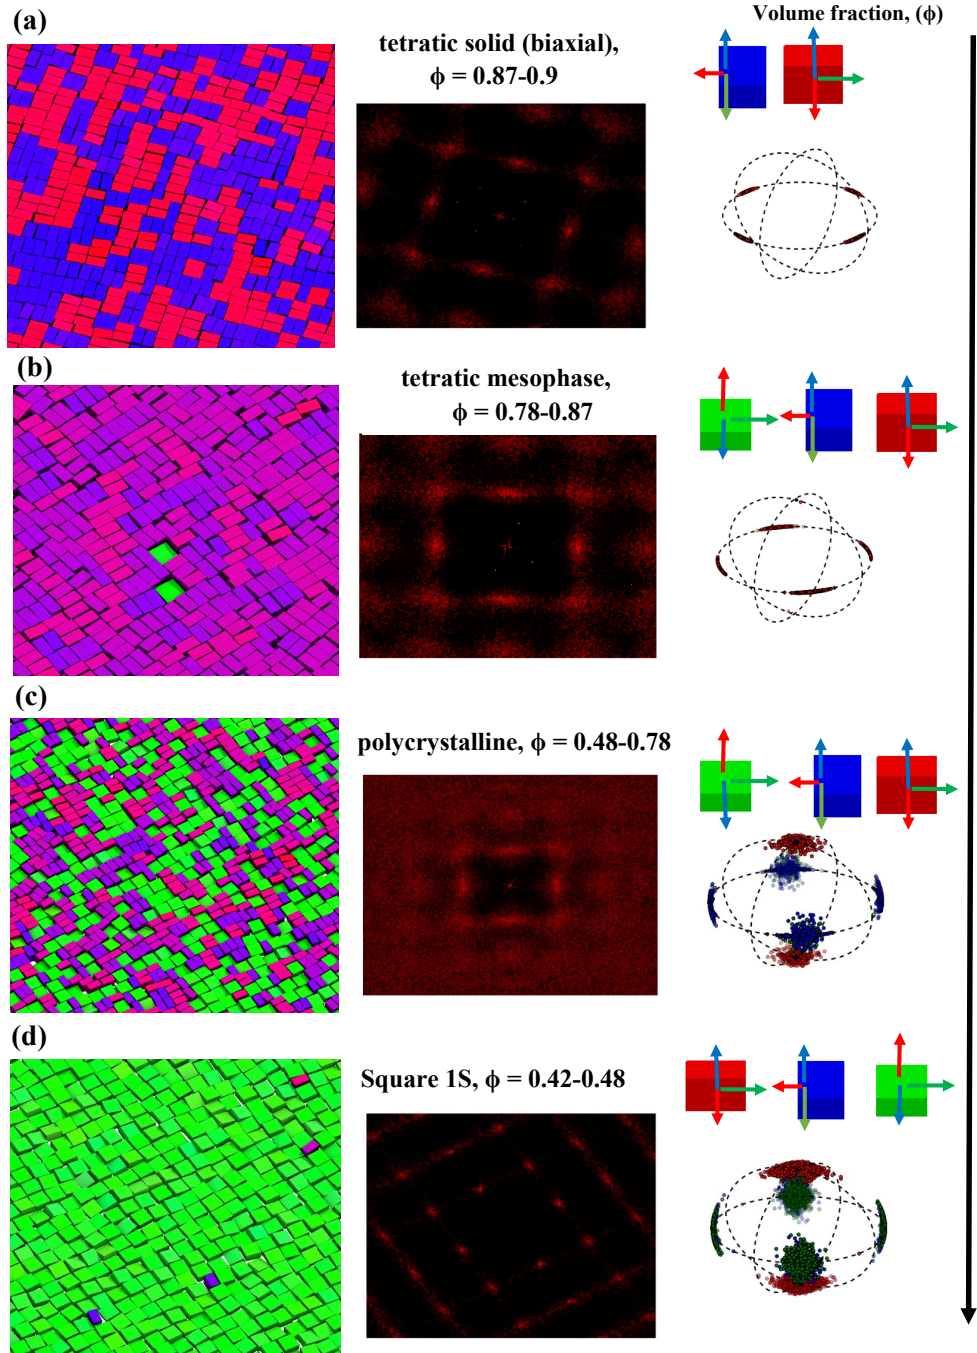 (a)
Volume fraction, (ϕ)
tetratic solid (biaxial),
ϕ = 0.87-0.9
(b)
tetratic mesophase,
ϕ = 0.78-0.87
(c)
polycrystalline, ϕ = 0.48-0.78
(d)
Square 1S, ϕ = 0.42-0.48